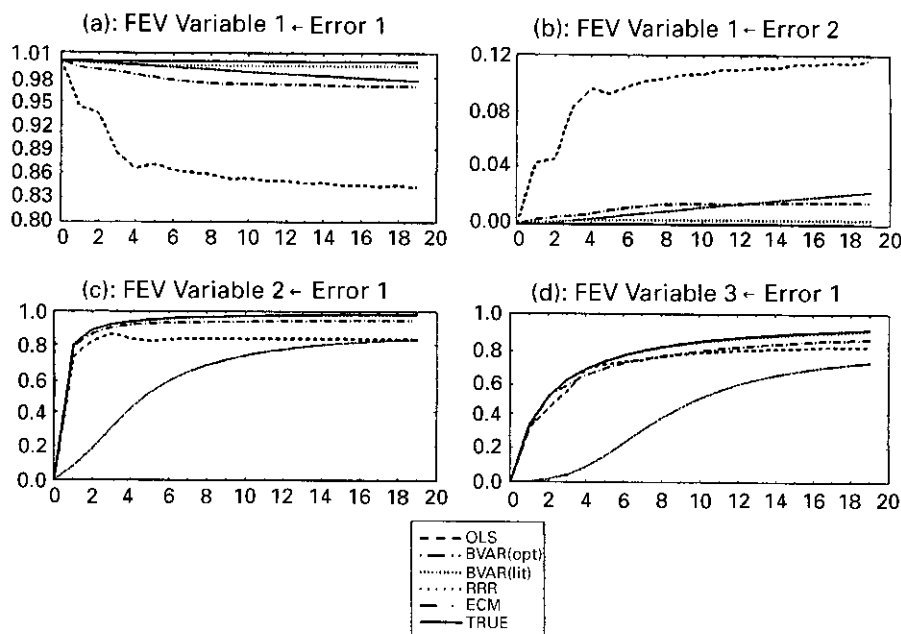 (a): FEV Variable 1 ← Error 1
1.01
0.98
0.95
0.92
0.89
0.86
0.83
0.80
0 2 4 6 8 10 12 14 16 18 20
(b): FEV Variable 1 ← Error 2
0.12
0.08
0.04
0.00
0 2 4 6 8 10 12 14 16 18 20
(c): FEV Variable 2 ← Error 1
1.0
0.8
0.6
0.4
0.2
0.0
0 2 4 6 8 10 12 14 16 18 20
(d): FEV Variable 3 ← Error 1
1.0
0.8
0.6
0.4
0.2
0.0
0 2 4 6 8 10 12 14 16 18 20
OLS
BVAR(opt)
BVAR(lit)
RRR
ECM
TRUE